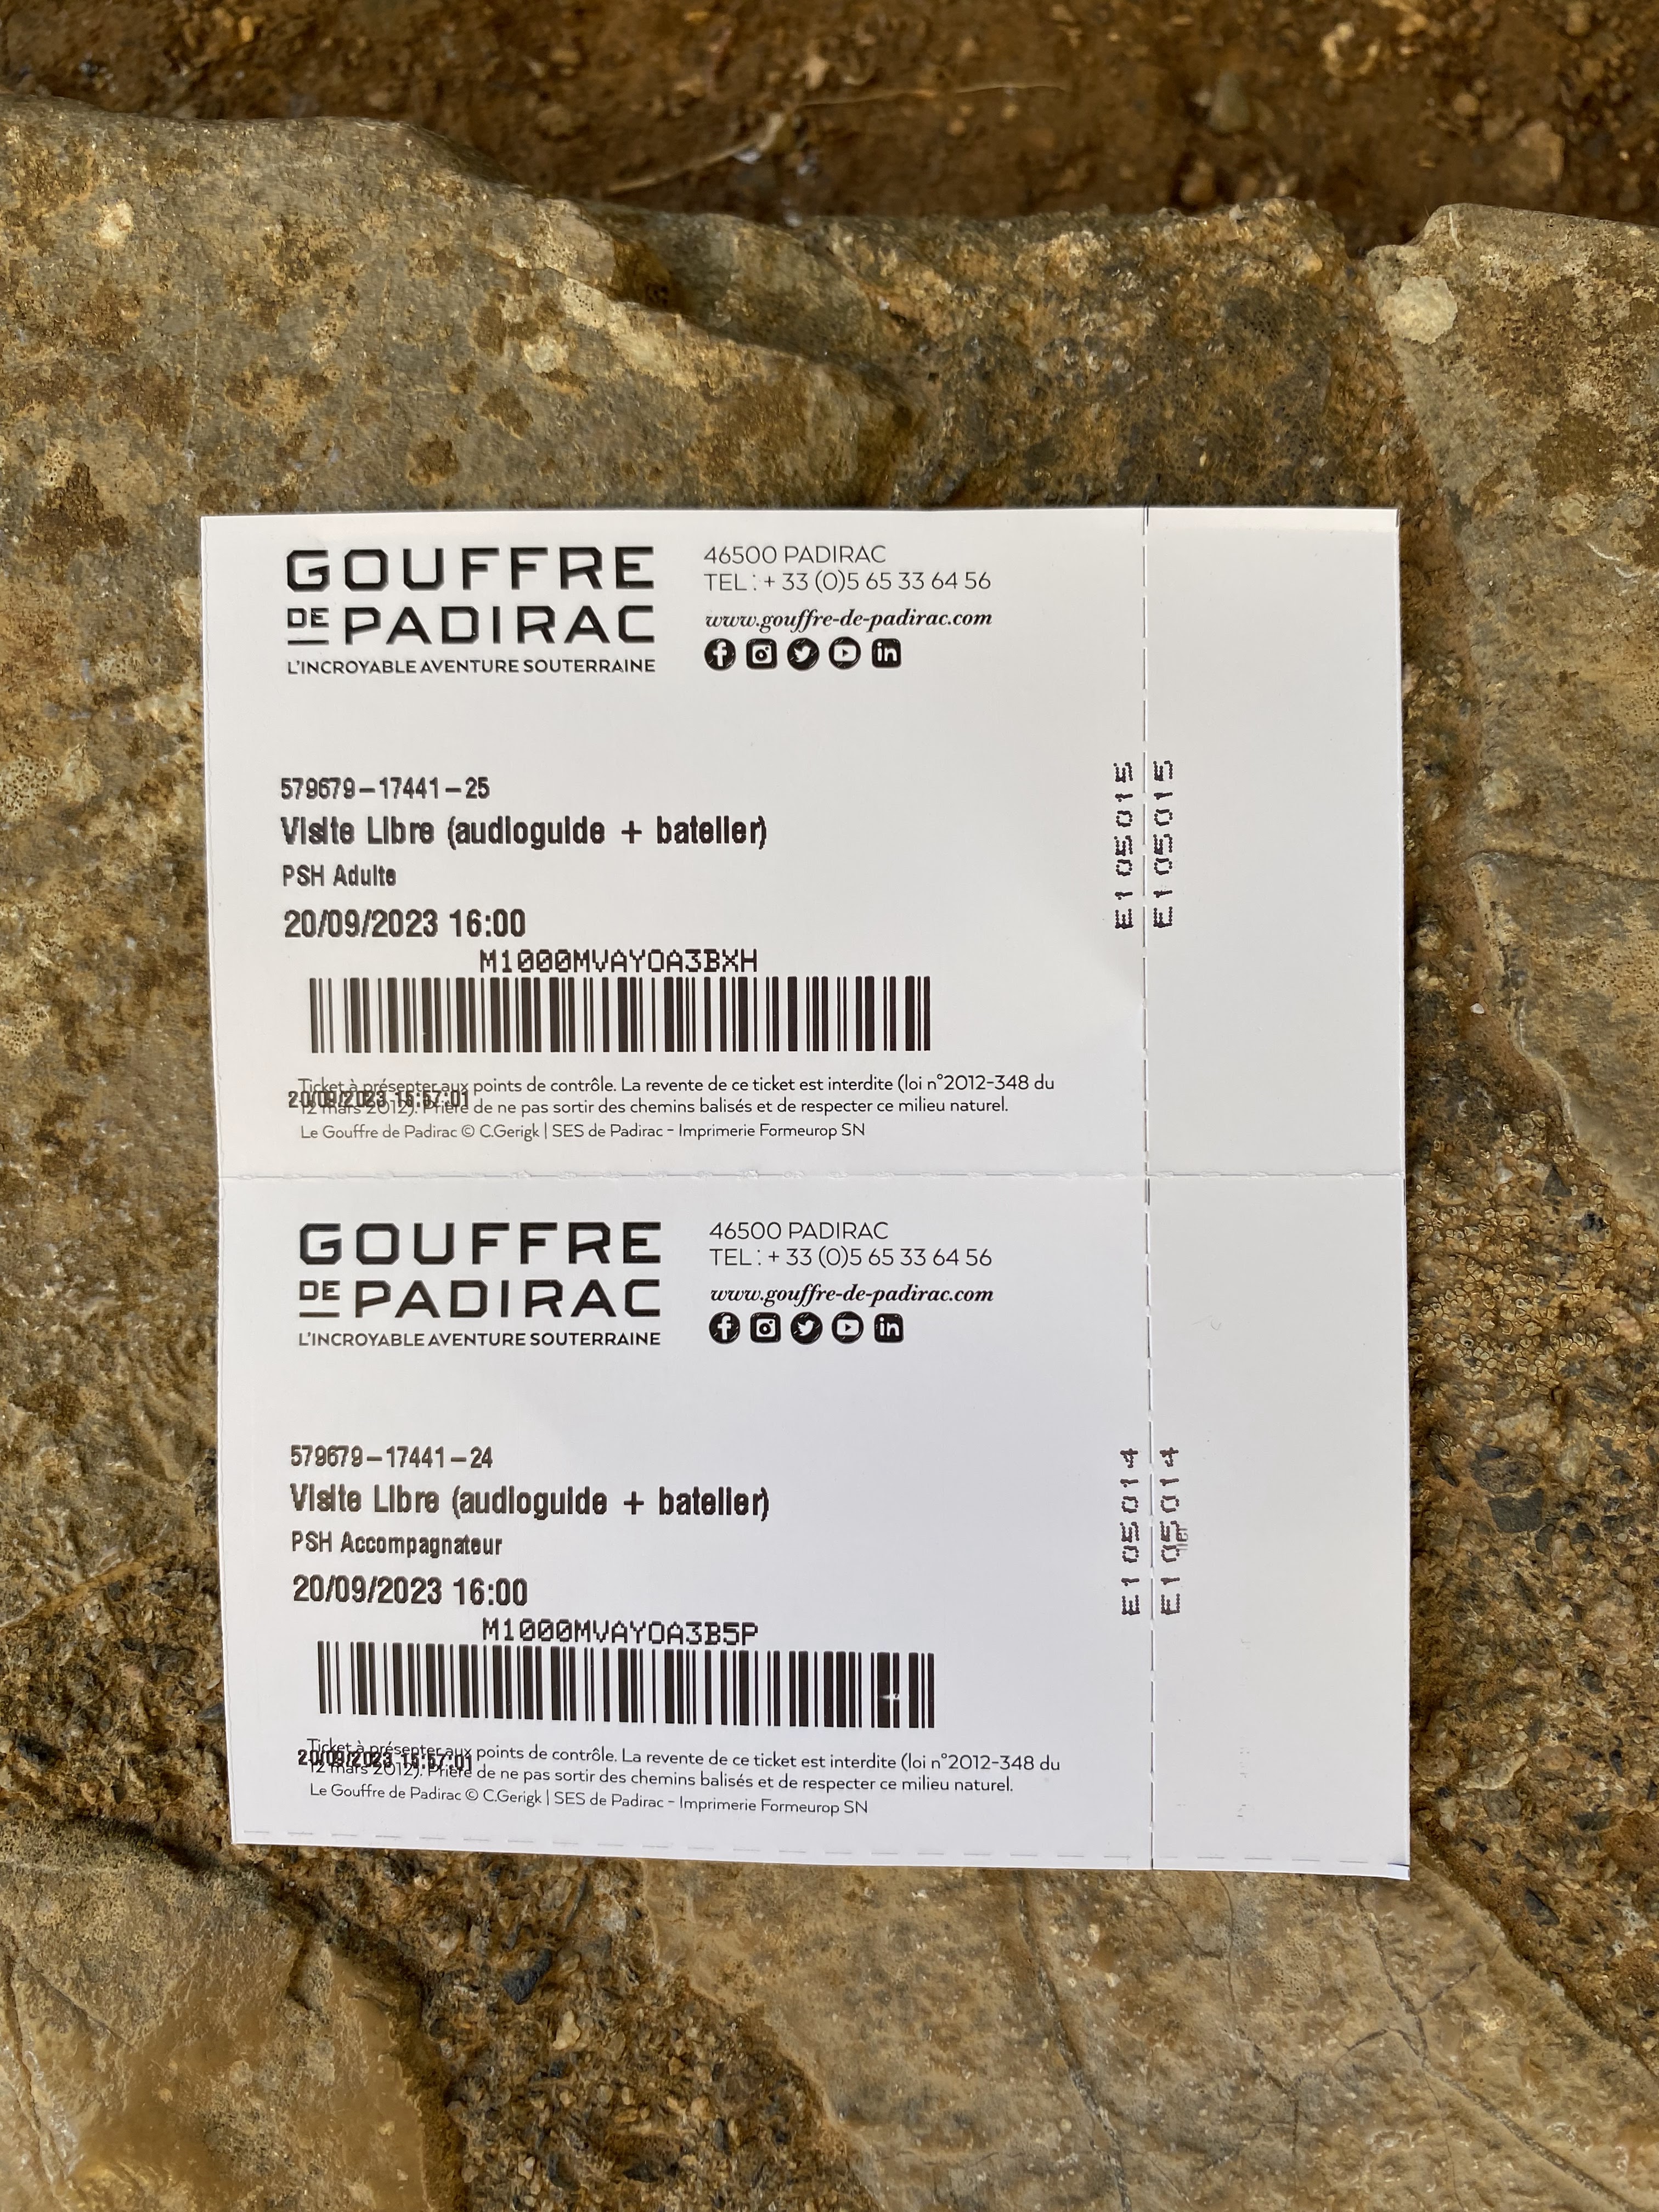 GOUFFRE
DE PADIRAC
L'INCROYABLE AVENTURE SOUTERRAINE
46500 PADIRAC
TEL : + 33 (0)5 65 33 64 56
www.gouffre-de-padirac.com
579679-17441-25
Visite Libre (audioguide + batelier)
PSH Adulte
20/09/2023 16:00
M1000MVAYOA3BXH
Ticket à présenter aux points de contrôle. La revente de ce ticket est interdite (loi n°2012-348 du
20/09/2023 15:57:01
12 mars 2012). Prière de ne pas sortir des chemins balisés et de respecter ce milieu naturel.
Le Gouffre de Padirac © C.Gerigk | SES de Padirac - Imprimerie Formeurop SN
E105015
E105015
GOUFFRE
DE PADIRAC
L'INCROYABLE AVENTURE SOUTERRAINE
46500 PADIRAC
TEL : + 33 (0)5 65 33 64 56
www.gouffre-de-padirac.com
579679-17441-24
Visite Libre (audioguide + batelier)
PSH Accompagnateur
20/09/2023 16:00
M1000MVAYOA3B5P
Ticket à présenter aux points de contrôle. La revente de ce ticket est interdite (loi n°2012-348 du
20/09/2023 15:57:01
12 mars 2012). Prière de ne pas sortir des chemins balisés et de respecter ce milieu naturel.
Le Gouffre de Padirac © C.Gerigk | SES de Padirac - Imprimerie Formeurop SN
E105014
E105014